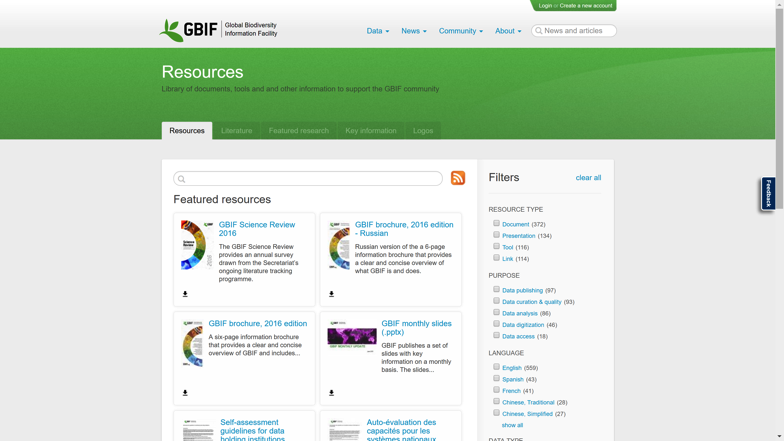 Login or Create a new account
GBIF
Global Biodiversity
Information Facility
Data
News
Community
About
News and articles
Resources
Library of documents, tools and and other information to support the GBIF community
Resources
Literature
Featured research
Key information
Logos
Featured resources
GBIF Science Review
2016
The GBIF Science Review
provides an annual survey
drawn from the Secretariat's
ongoing literature tracking
programme.
GBIF brochure, 2016 edition
- Russian
Russian version of the a 6-page
information brochure that provides
a clear and concise overview of
what GBIF is and does.
GBIF brochure, 2016 edition
A six-page information brochure
that provides a clear and concise
overview of GBIF and includes...
GBIF monthly slides
(.pptx)
GBIF publishes a set of
slides with key
information on a monthly
basis. The slides...
Self-assessment
guidelines for data
holding institutions
Auto-évaluation des
capacités pour les
systèmes nationaux
Filters
clear all
RESOURCE TYPE
Document (372)
Presentation (134)
Tool (116)
Link (114)
PURPOSE
Data publishing (97)
Data curation & quality (93)
Data analysis (86)
Data digitization (46)
Data access (18)
LANGUAGE
English (559)
Spanish (43)
French (41)
Chinese, Traditional (28)
Chinese, Simplified (27)
show all
DATA TYPE
Feedback